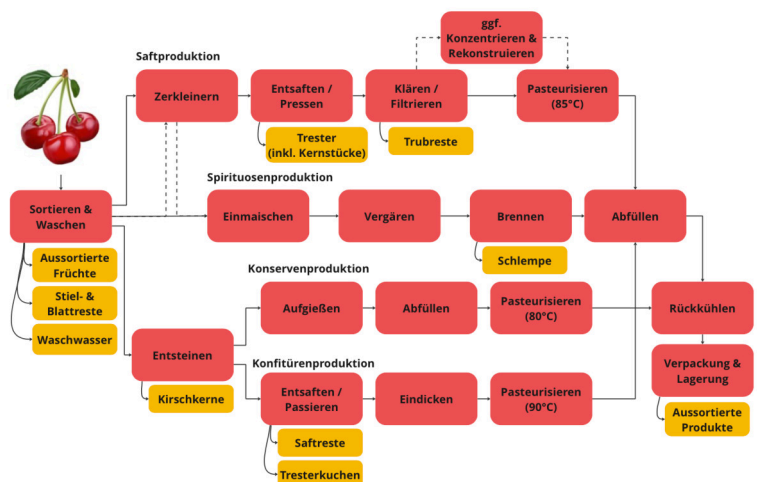 ggf.
Konzentrieren &
Rekonstruieren
Saftproduktion
Zerkleinern
Entsaften /
Pressen
Klären /
Filtrieren
Pasteurisieren
(85°C)
Trester
(inkl. Kernstücke)
Trubreste
Spirituosenproduktion
Sortieren &
Waschen
Einmaischen
Vergären
Brennen
Abfüllen
Aussortierte
Früchte
Schlempe
Stiel- &
Blattreste
Waschwasser
Konservenproduktion
Aufgießen
Abfüllen
Pasteurisieren
(80°C)
Rückkühlen
Entsteinen
Kirschkerne
Konfitürenproduktion
Entsaften /
Passieren
Eindicken
Pasteurisieren
(90°C)
Verpackung &
Lagerung
Saftreste
Tresterkuchen
Aussortierte
Produkte